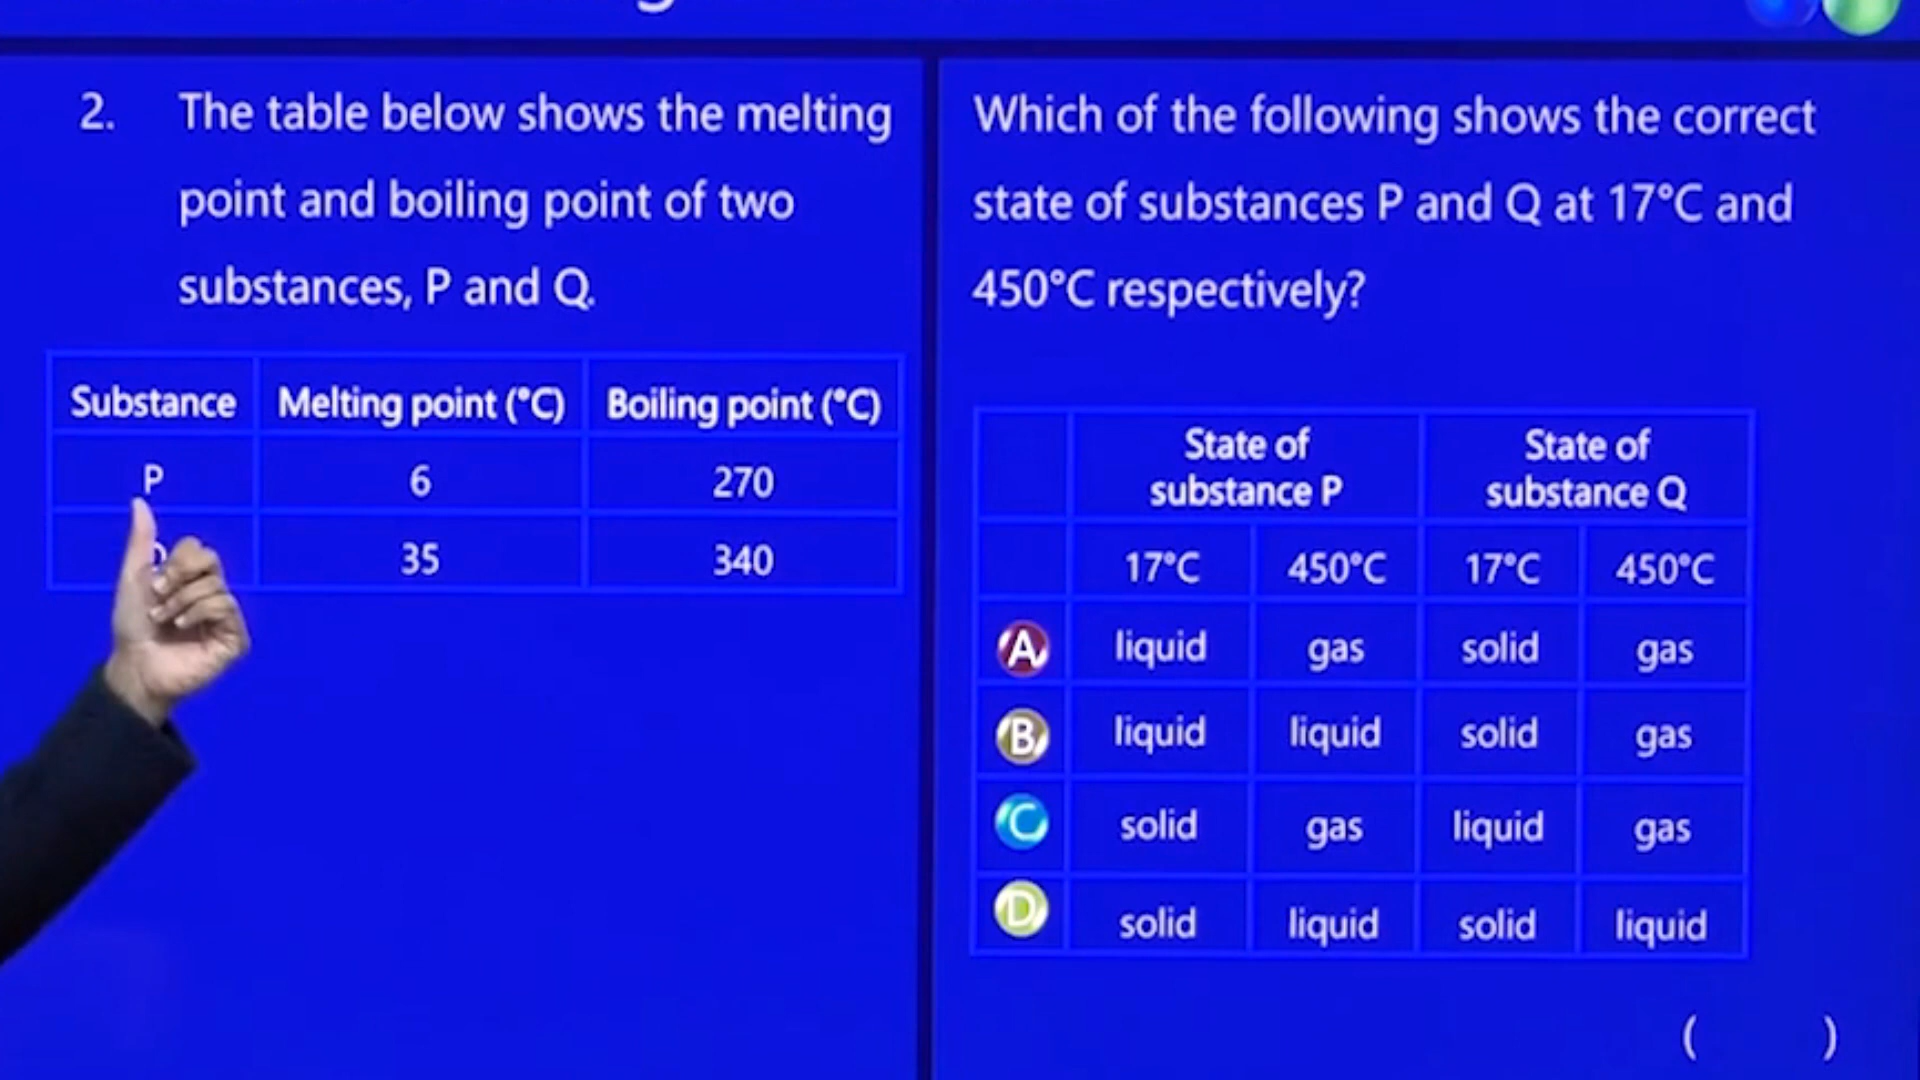 2. The table below shows the melting
point and boiling point of two
substances, P and Q.
Substance Melting point (°C) Boiling point (°C)
P 6 270
35 340
Which of the following shows the correct
state of substances P and Q at 17°C and
450°C respectively?
State of substance P State of substance Q
17°C 450°C 17°C 450°C
A liquid gas solid gas
B liquid liquid solid gas
C solid gas liquid gas
D solid liquid solid liquid
( )